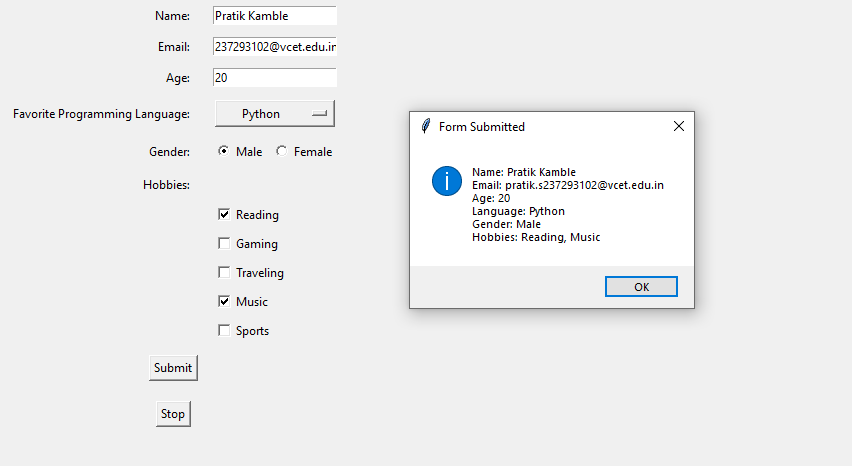 Name: Pratik Kamble
Email: 237293102@vcet.edu.in
Age: 20
Favorite Programming Language: Python
Gender: Male Female
Hobbies:
Reading
Gaming
Traveling
Music
Sports
Submit
Stop
Form Submitted
Name: Pratik Kamble
Email: pratik.s237293102@vcet.edu.in
Age: 20
Language: Python
Gender: Male
Hobbies: Reading, Music
OK